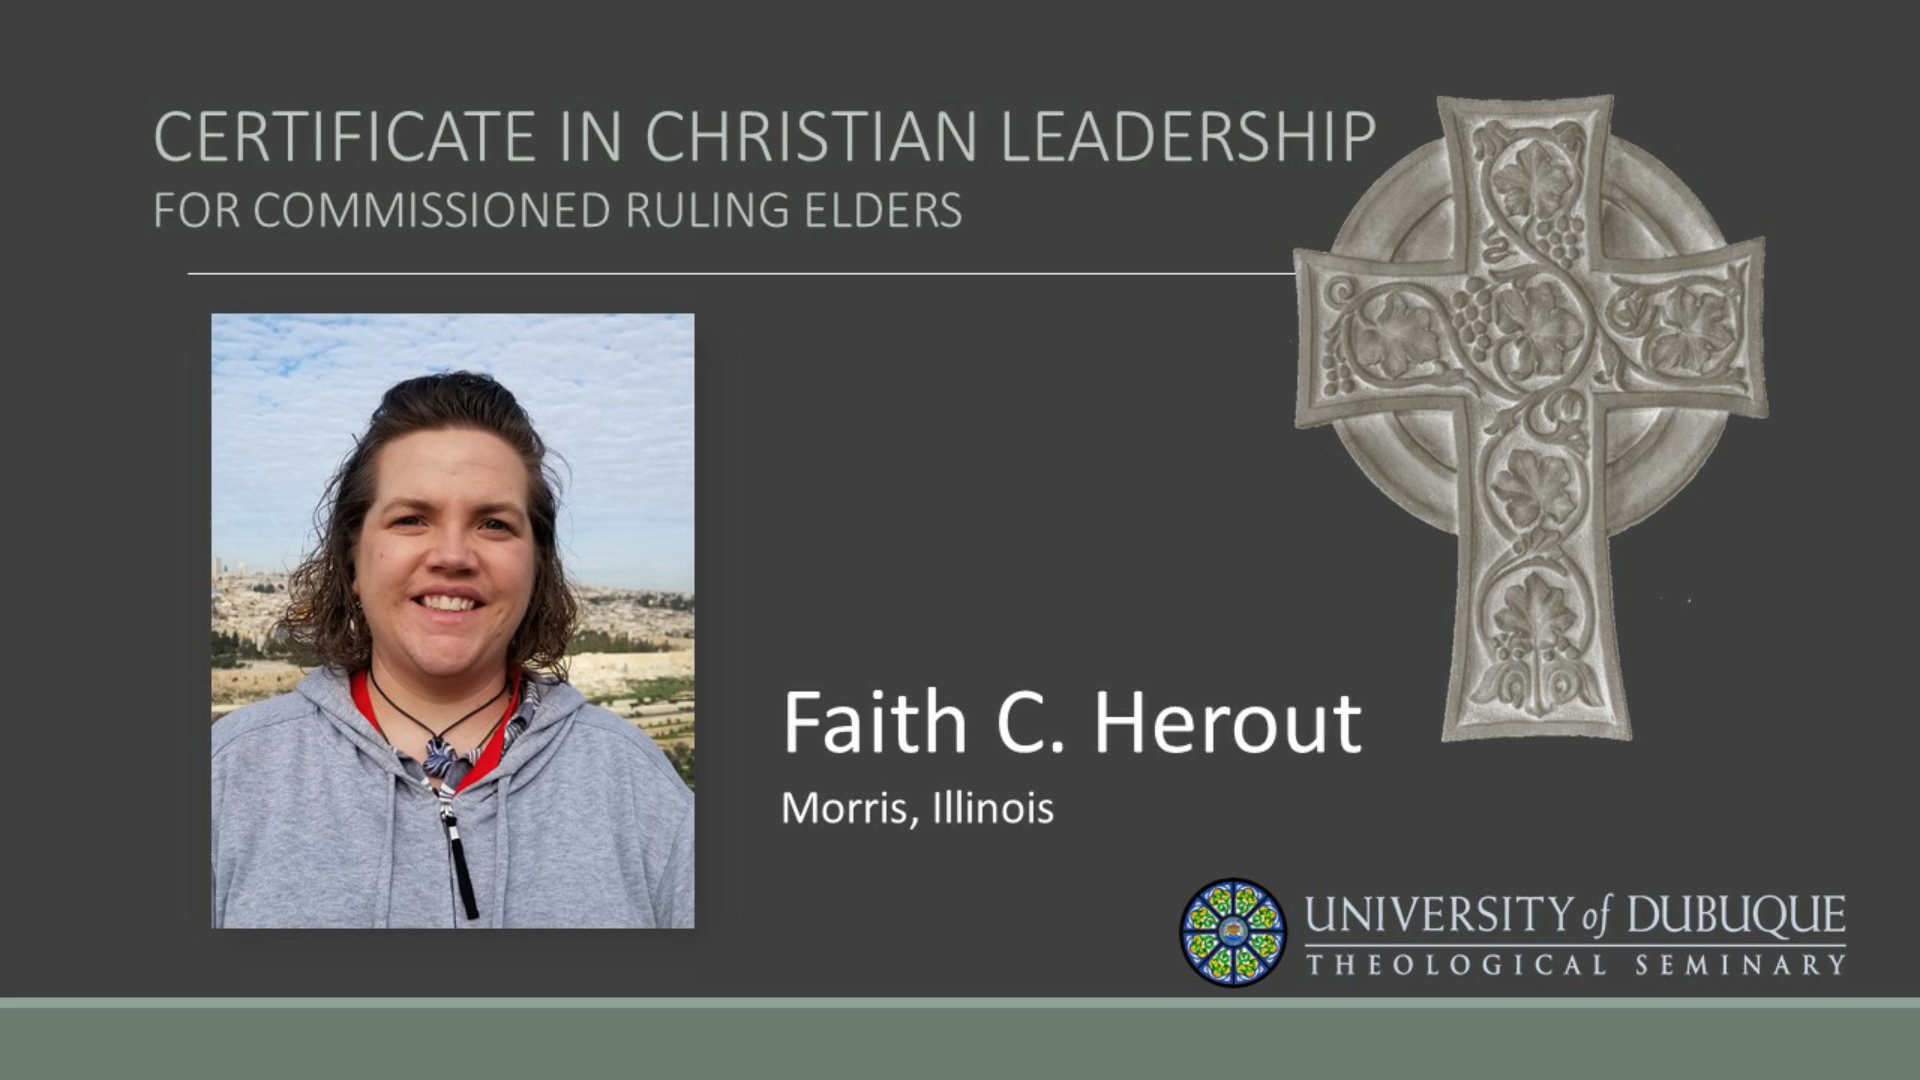 CERTIFICATE IN CHRISTIAN LEADERSHIP
FOR COMMISSIONED RULING ELDERS
Faith C. Herout
Morris, Illinois
UNIVERSITY of DUBUQUE
THEOLOGICAL SEMINARY